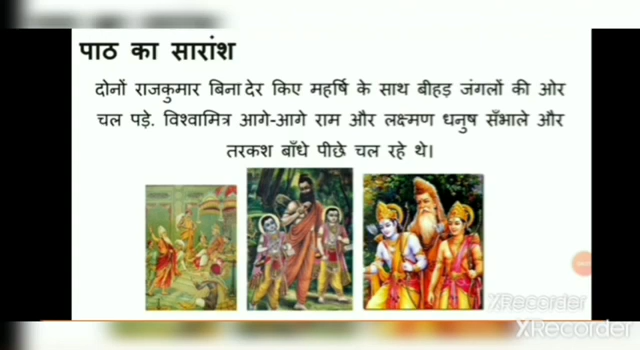 पाठ का सारांश
दोनों राजकुमार बिना देर किए महर्षि के साथ बीहड़ जंगलों की ओर
चल पड़े. विश्वामित्र आगे-आगे राम और लक्ष्मण धनुष सँभाले और
तरकश बाँधे पीछे चल रहे थे।
XRecorder
XRecorder